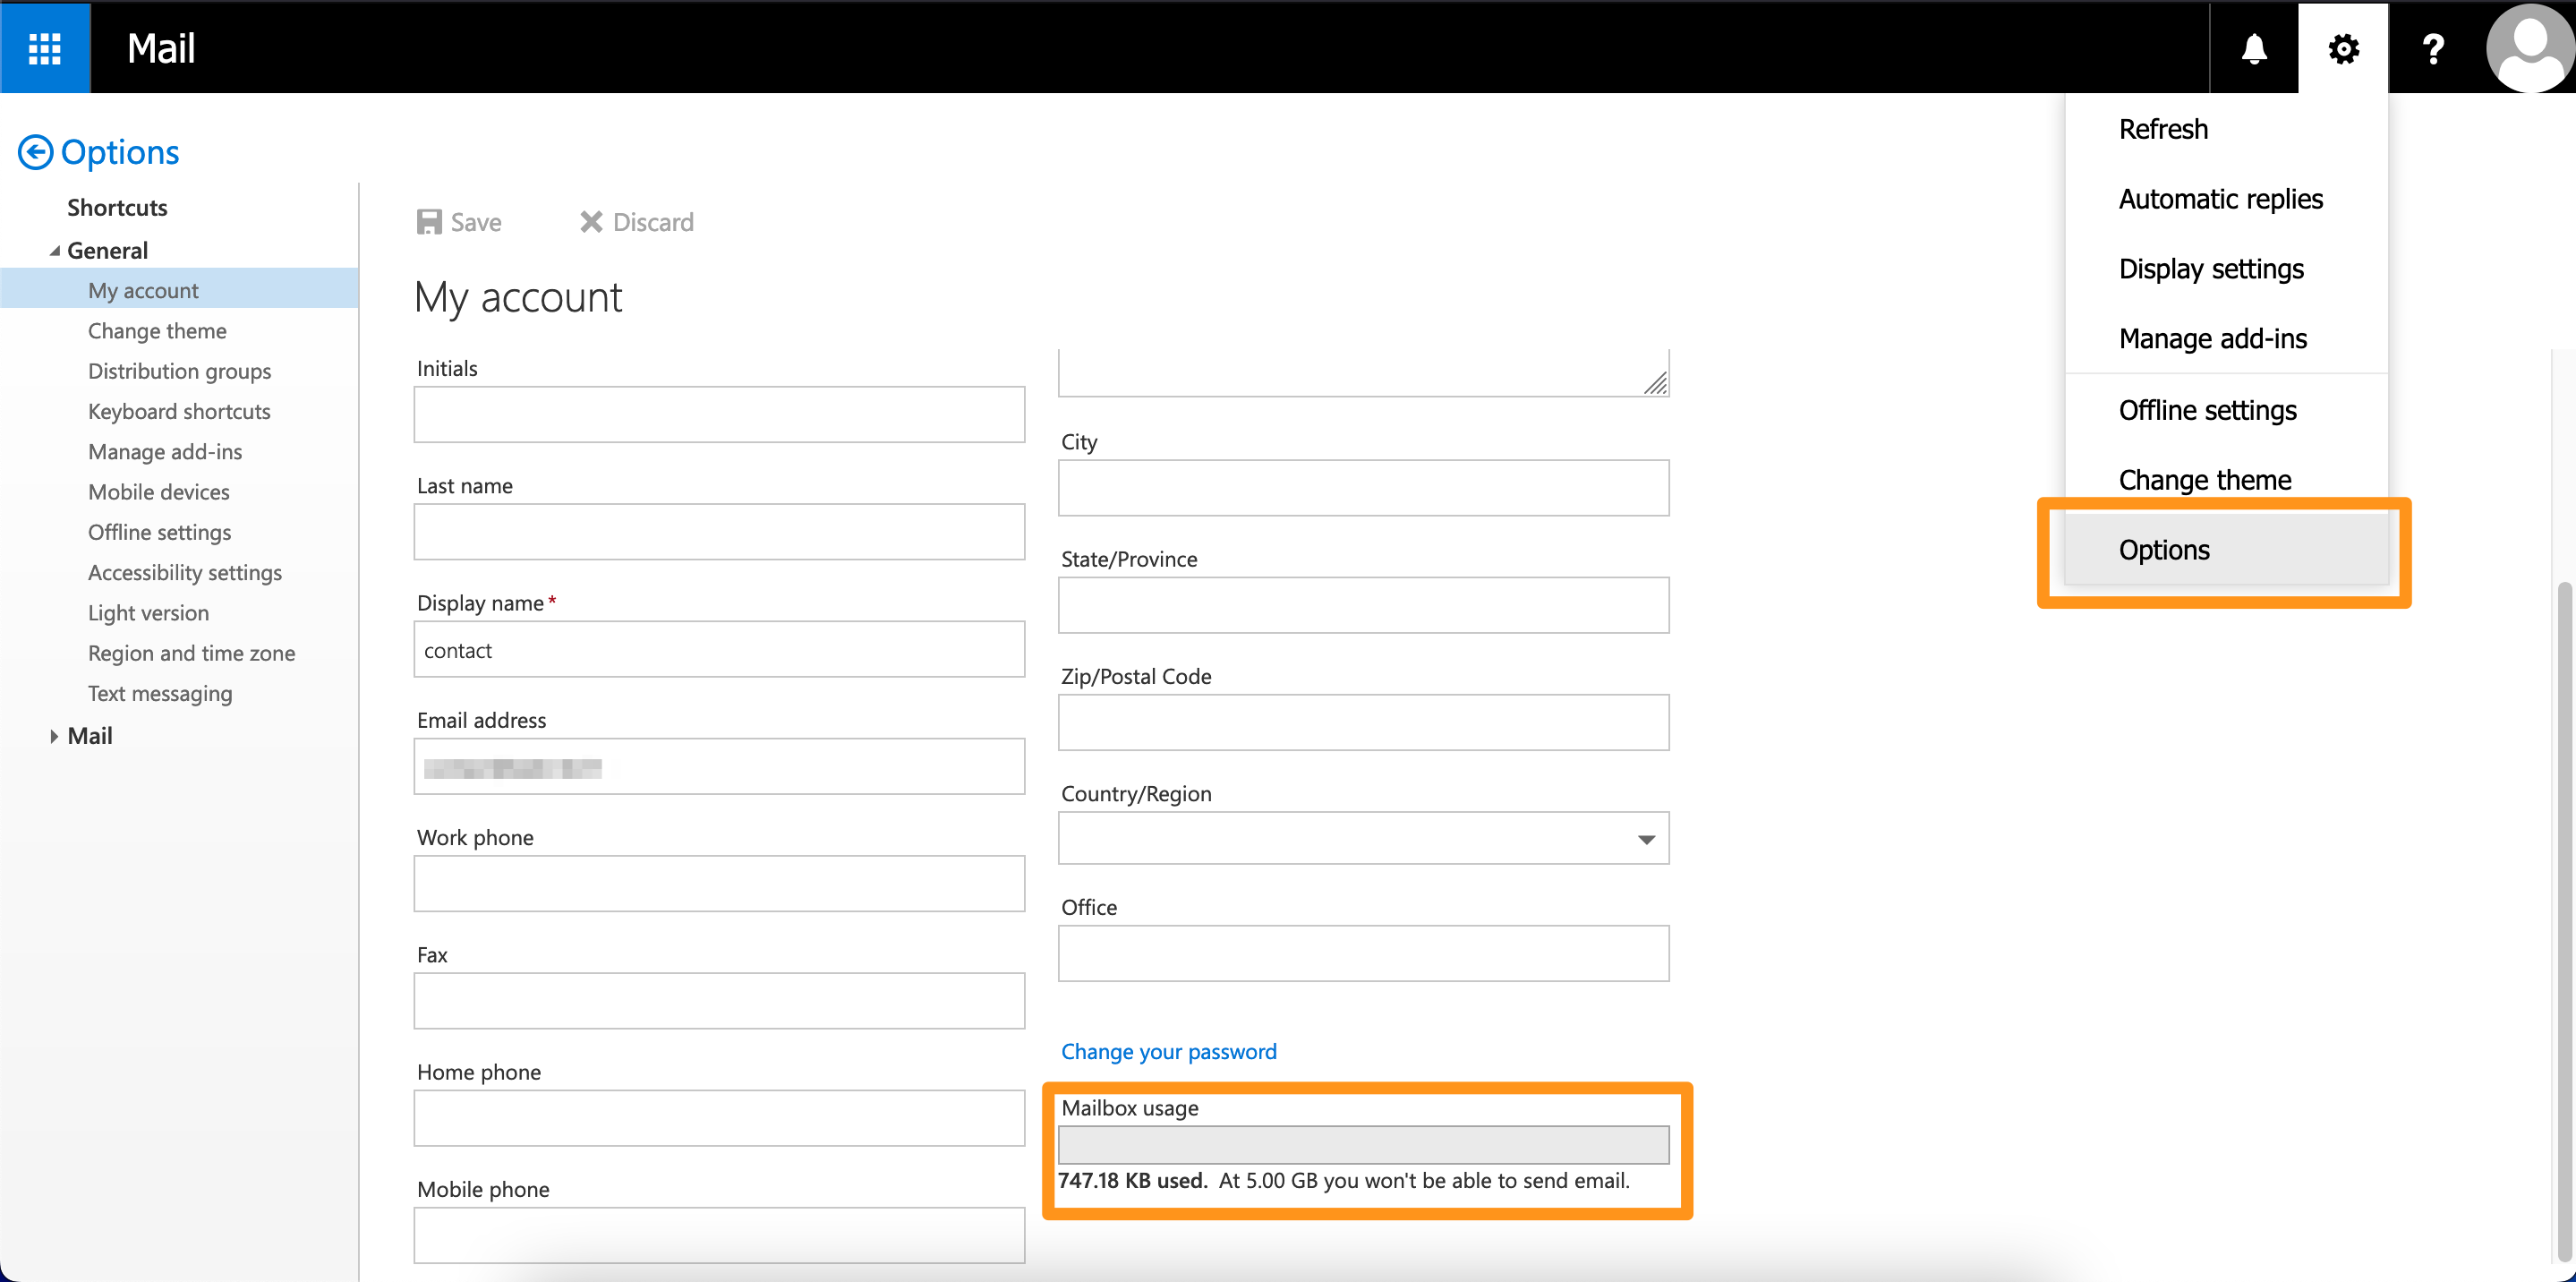 Mail
?
Options
Shortcuts
General
My account
Change theme
Distribution groups
Keyboard shortcuts
Manage add-ins
Mobile devices
Offline settings
Accessibility settings
Light version
Region and time zone
Text messaging
Mail
Save
Discard
My account
Initials
Last name
Display name*
contact
Email address
Work phone
Fax
Home phone
Mobile phone
City
State/Province
Zip/Postal Code
Country/Region
Office
Change your password
Mailbox usage
747.18 KB used. At 5.00 GB you won't be able to send email.
Refresh
Automatic replies
Display settings
Manage add-ins
Offline settings
Change theme
Options